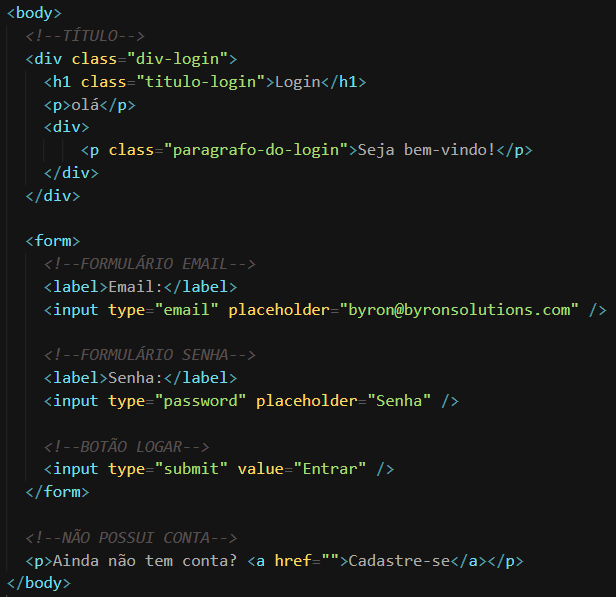 <body>
<!--TÍTULO-->
<div class="div-login">
<h1 class="titulo-login">Login</h1>
<p>olá</p>
<div>
<p class="paragrafo-do-login">Seja bem-vindo!</p>
</div>
</div>
<form>
<!--FORMULÁRIO EMAIL-->
<label>Email:</label>
<input type="email" placeholder="byron@byronsolutions.com" />
<!--FORMULÁRIO SENHA-->
<label>Senha:</label>
<input type="password" placeholder="Senha" />
<!--BOTÃO LOGAR-->
<input type="submit" value="Entrar" />
</form>
<!--NÃO POSSUI CONTA-->
<p>Ainda não tem conta? <a href="">Cadastre-se</a></p>
</body>